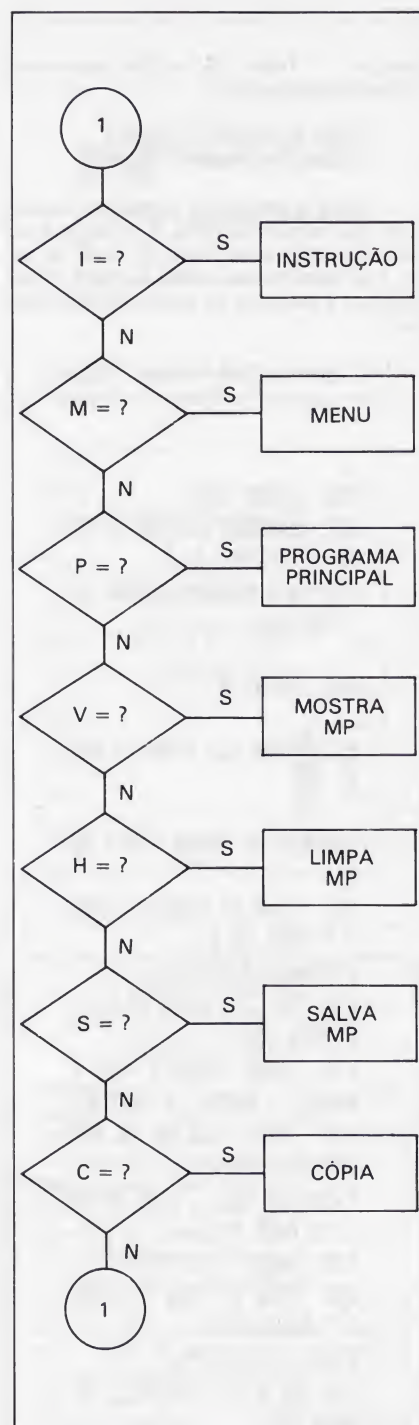 1
I = ?
S
INSTRUÇÃO
N
M = ?
S
MENU
N
P = ?
S
PROGRAMA
PRINCIPAL
N
V = ?
S
MOSTRA
MP
N
H = ?
S
LIMPA
MP
N
S = ?
S
SALVA
MP
N
C = ?
S
CÓPIA
N
1